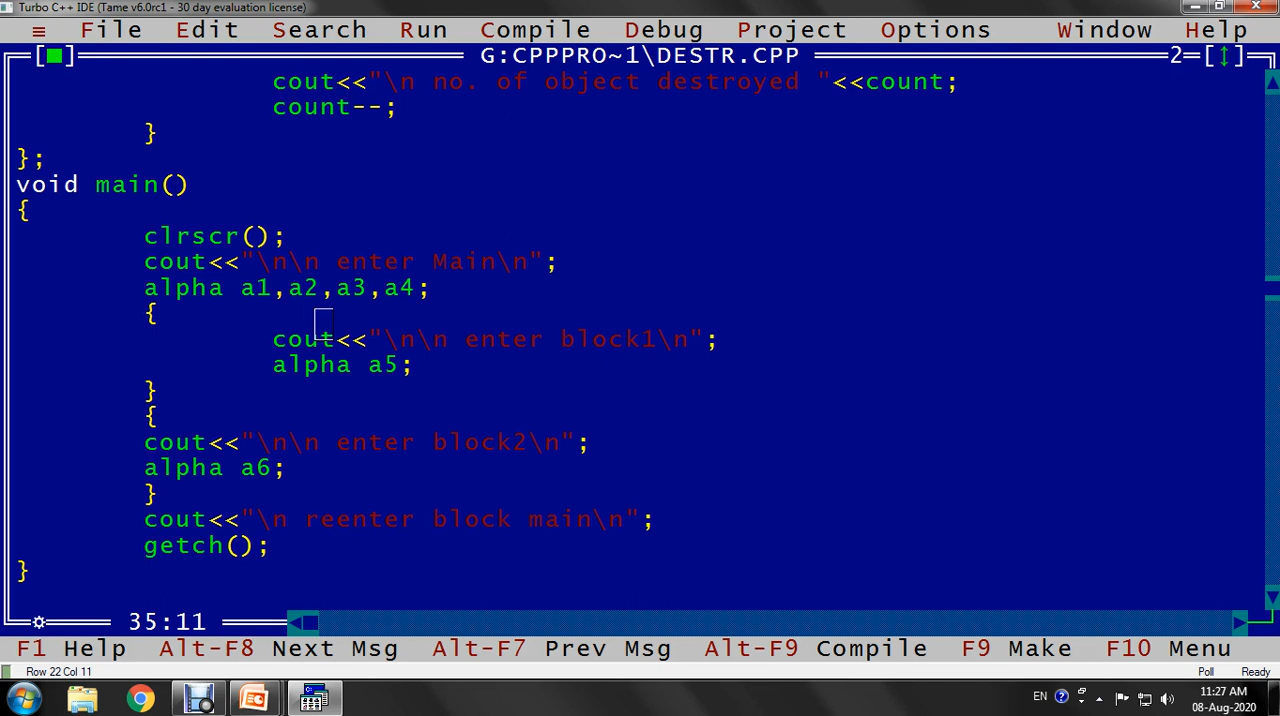 Turbo C++ IDE (Tame v6.0rc1 - 30 day evaluation license)
≡ File Edit Search Run Compile Debug Project Options Window Help
[■] G:CPPPRO~1\DESTR.CPP 2=[↕]
cout<<"\n no. of object destroyed "<<count;
count--;
}
};
void main()
{
clrscr();
cout<<"\n\n enter Main\n";
alpha a1,a2,a3,a4;
{
cout<<"\n\n enter block1\n";
alpha a5;
}
{
cout<<"\n\n enter block2\n";
alpha a6;
}
cout<<"\n reenter block main\n";
getch();
}
35:11
F1 Help Alt-F8 Next Msg Alt-F7 Prev Msg Alt-F9 Compile F9 Make F10 Menu
Row 22 Col 11 Poll Ready
EN 11:27 AM
08-Aug-2020